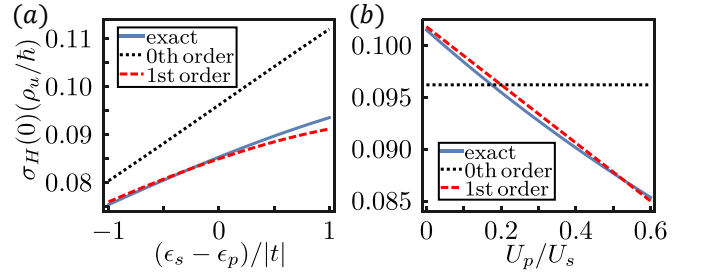 (a)
σ_H(0)(ρ_u/ħ)
0.11
0.10
0.09
0.08
exact
0th order
1st order
−1
0
1
(ϵ_s − ϵ_p)/|t|
(b)
0.100
0.095
0.090
0.085
exact
0th order
1st order
0
0.2
0.4
0.6
U_p/U_s